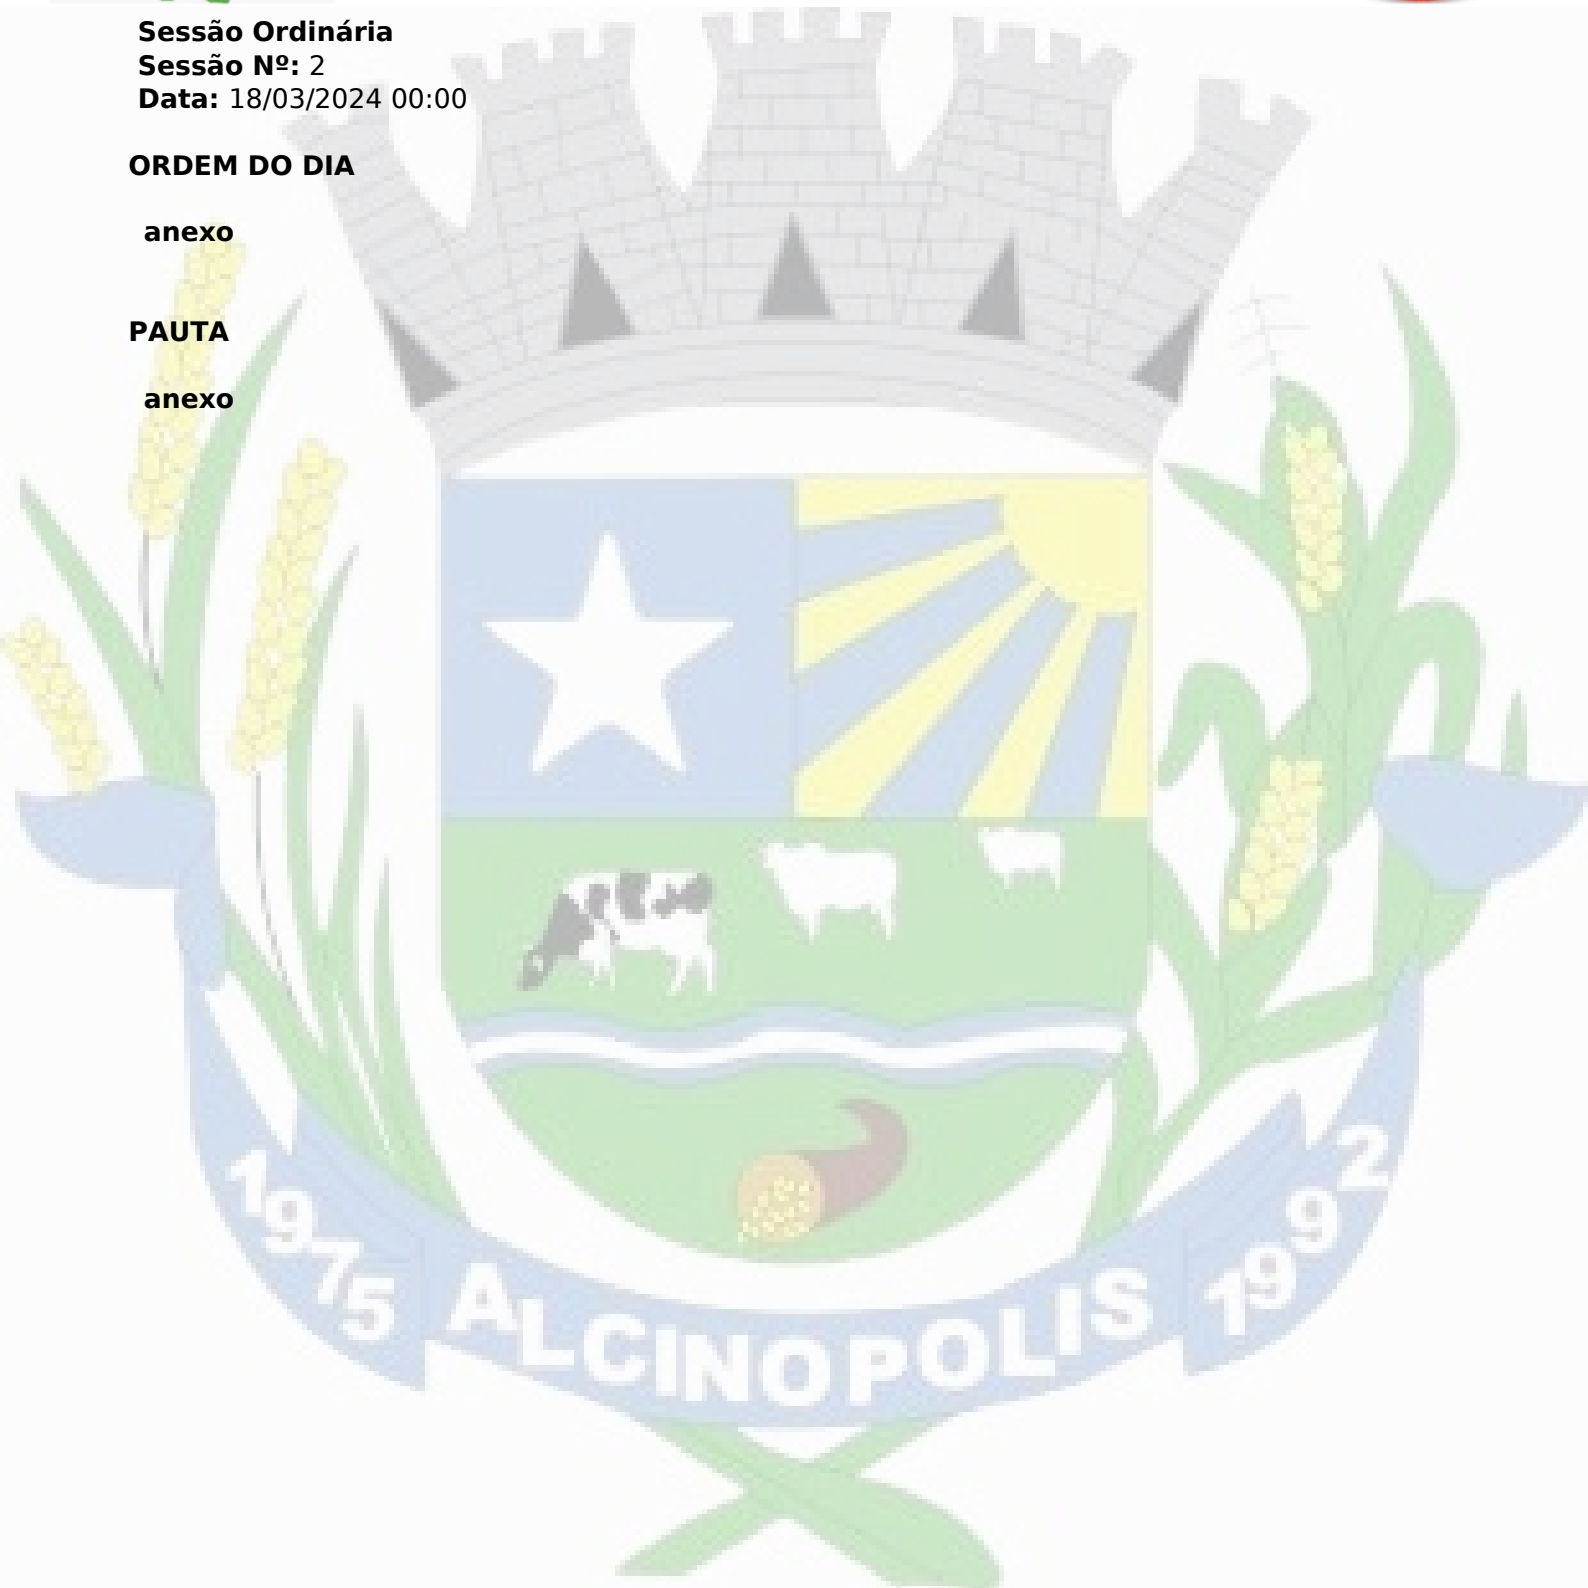 Sessão Ordinária
Sessão Nº: 2
Data: 18/03/2024 00:00
ORDEM DO DIA
anexo
PAUTA
anexo
1975 ALCINOPOLIS 1992